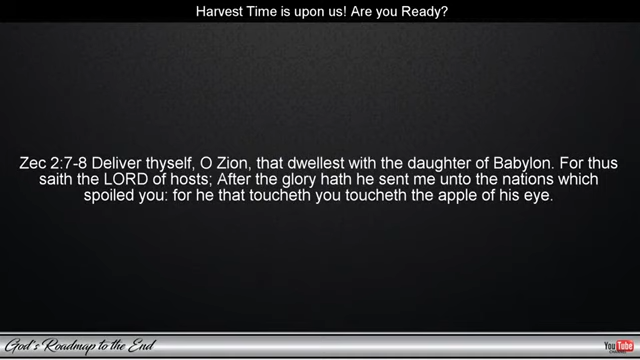 Harvest Time is upon us! Are you Ready?
Zec 2:7-8 Deliver thyself, O Zion, that dwellest with the daughter of Babylon. For thus
saith the LORD of hosts; After the glory hath he sent me unto the nations which
spoiled you: for he that toucheth you toucheth the apple of his eye.
God's Roadmap to the End
YouTube